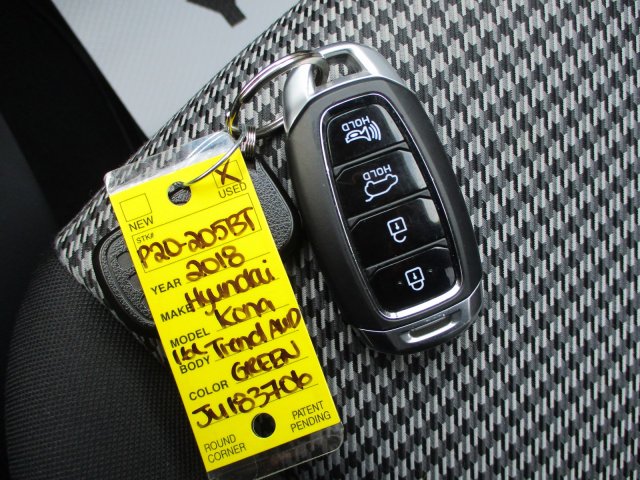 X
NEW
USED
STK# P20-205BT
YEAR 2018
MAKE Hyundai
MODEL Kona
BODY 1.6L Trend AWD
COLOR GREEN
JU183706
ROUND CORNER
PATENT PENDING
HOLD
HOLD